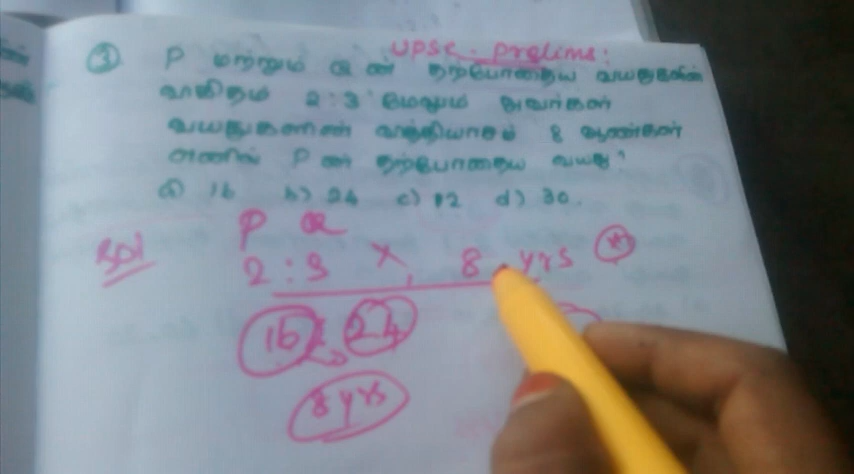 UPSC. Prelims:
③ P மற்றும் Q ன் தற்போதைய வயதுகளின்
வாயிதம் 2:3 மேலும் அவர்கள்
வயதுகளின் வாத்தியாசம் 8 ஆண்கள்
எனில் P ன் தற்போதைய வயது?
a) 16 b) 24 c) 12 d) 30.
Sol P Q
2:3 x, 8 yrs *
16 : 24
8 yrs